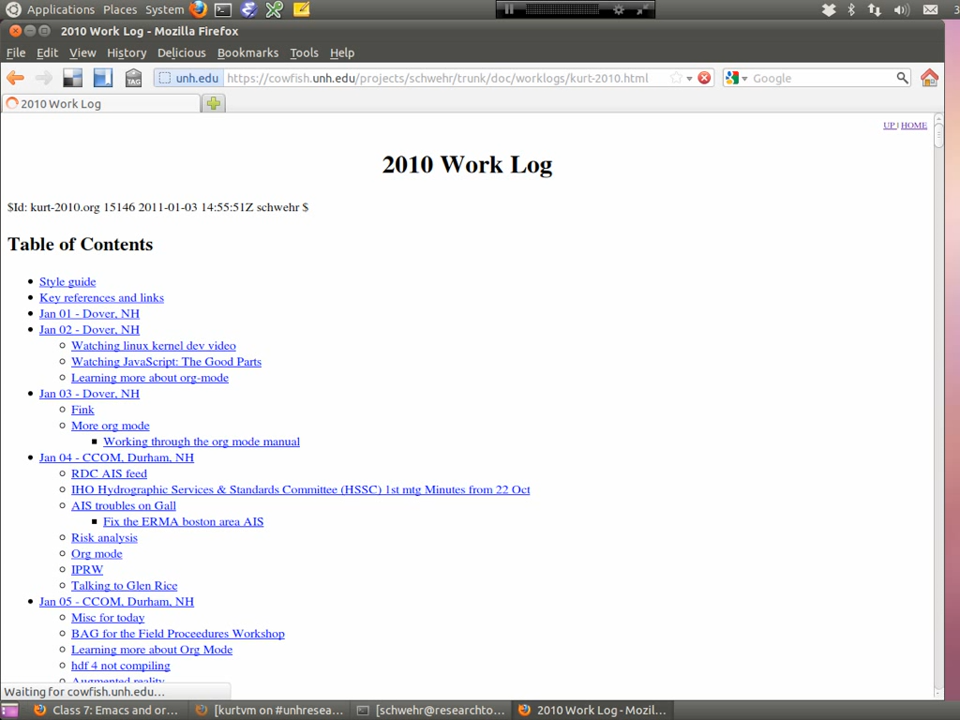 Applications Places System 3
2010 Work Log - Mozilla Firefox
File Edit View History Delicious Bookmarks Tools Help
TAG unh.edu https://cowfish.unh.edu/projects/schwehr/trunk/doc/worklogs/kurt-2010.html Google
2010 Work Log
UP | HOME
2010 Work Log
$Id: kurt-2010.org 15146 2011-01-03 14:55:51Z schwehr $
Table of Contents
Style guide
Key references and links
Jan 01 - Dover, NH
Jan 02 - Dover, NH
Watching linux kernel dev video
Watching JavaScript: The Good Parts
Learning more about org-mode
Jan 03 - Dover, NH
Fink
More org mode
Working through the org mode manual
Jan 04 - CCOM, Durham, NH
RDC AIS feed
IHO Hydrographic Services & Standards Committee (HSSC) 1st mtg Minutes from 22 Oct
AIS troubles on Gall
Fix the ERMA boston area AIS
Risk analysis
Org mode
IPRW
Talking to Glen Rice
Jan 05 - CCOM, Durham, NH
Misc for today
BAG for the Field Proceedures Workshop
Learning more about Org Mode
hdf 4 not compiling
Augmented reality
Waiting for cowfish.unh.edu...
Class 7: Emacs and or... [kurtvm on #unhresea... [schwehr@researchto... 2010 Work Log - Mozil...